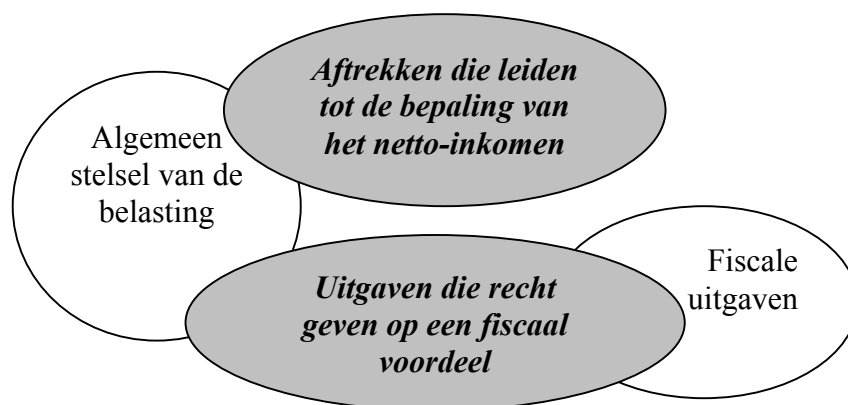 Aftrekken die leiden
tot de bepaling van
het netto-inkomen
Algemeen
stelsel van de
belasting
Uitgaven die recht
geven op een fiscaal
voordeel
Fiscale
uitgaven